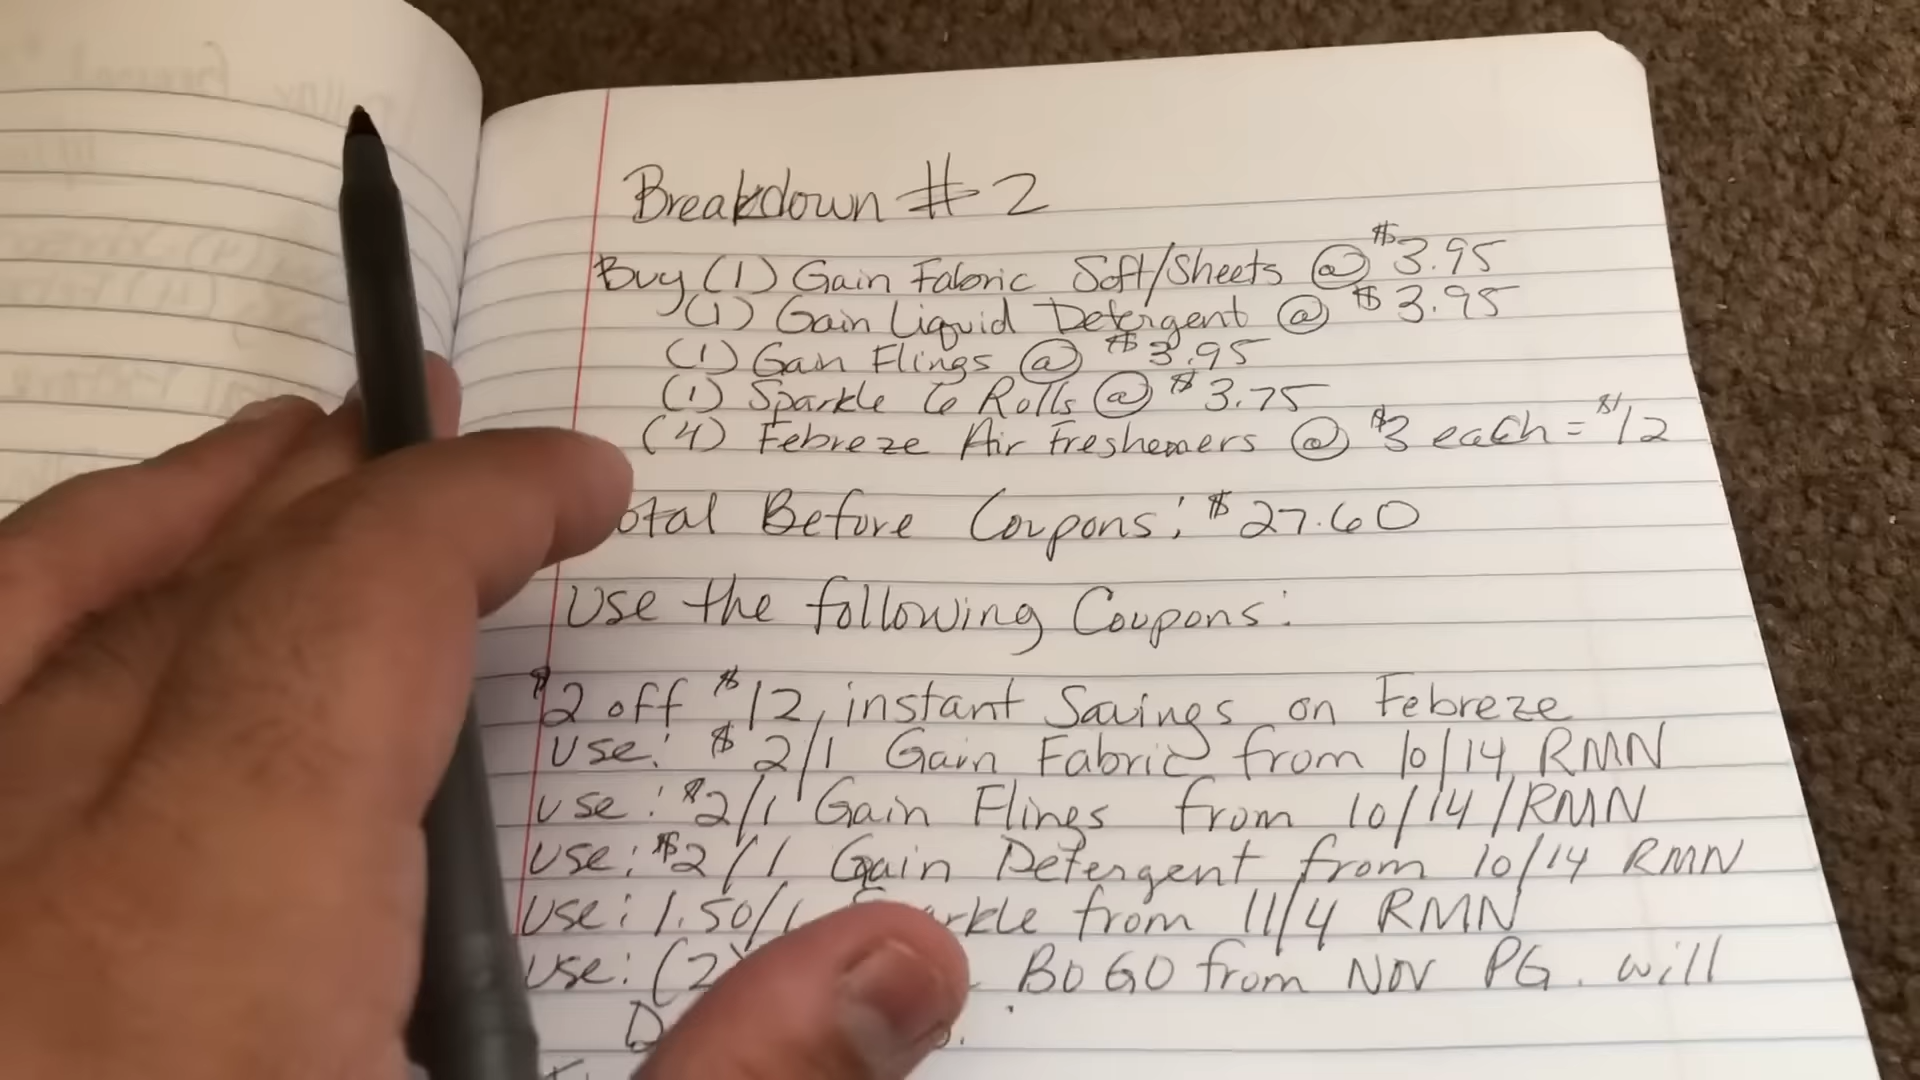 Breakdown # 2
Buy (1) Gain Fabric Soft/Sheets @ $3.95
(1) Gain Liquid Detergent @ $3.95
(1) Gain Flings @ $3.95
(1) Sparkle 6 Rolls @ $3.75
(4) Febreze Air Fresheners @ $3 each = $12
otal Before Coupons: $27.60
Use the following Coupons:
$2 off $12, instant Savings on Febreze
Use: $2/1 Gain Fabric from 10/14 RMN
Use: $2/1 Gain Flings from 10/14/RMN
Use: $2/1 Gain Detergent from 10/14 RMN
Use: 1.50/1 rkle from 11/4 RMN
Use: (2) BOGO from Nov PG. will